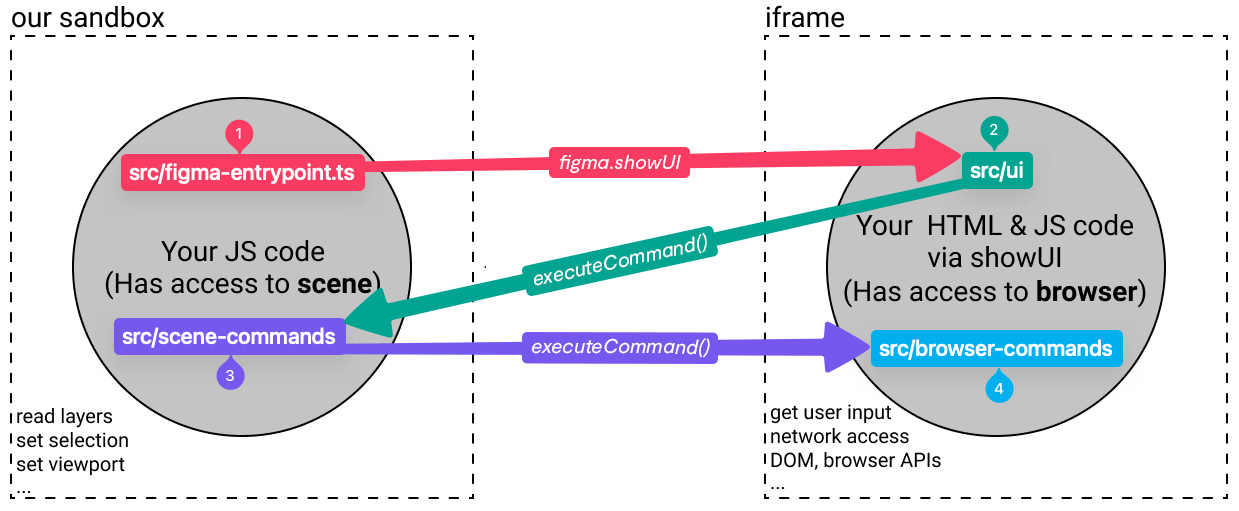 our sandbox
iframe
1
src/figma-entrypoint.ts
figma.showUI
2
src/ui
Your JS code
(Has access to scene)
executeCommand()
Your  HTML & JS code
via showUI
(Has access to browser)
src/scene-commands
3
executeCommand()
src/browser-commands
4
read layers
set selection
set viewport
...
get user input
network access
DOM, browser APIs
...